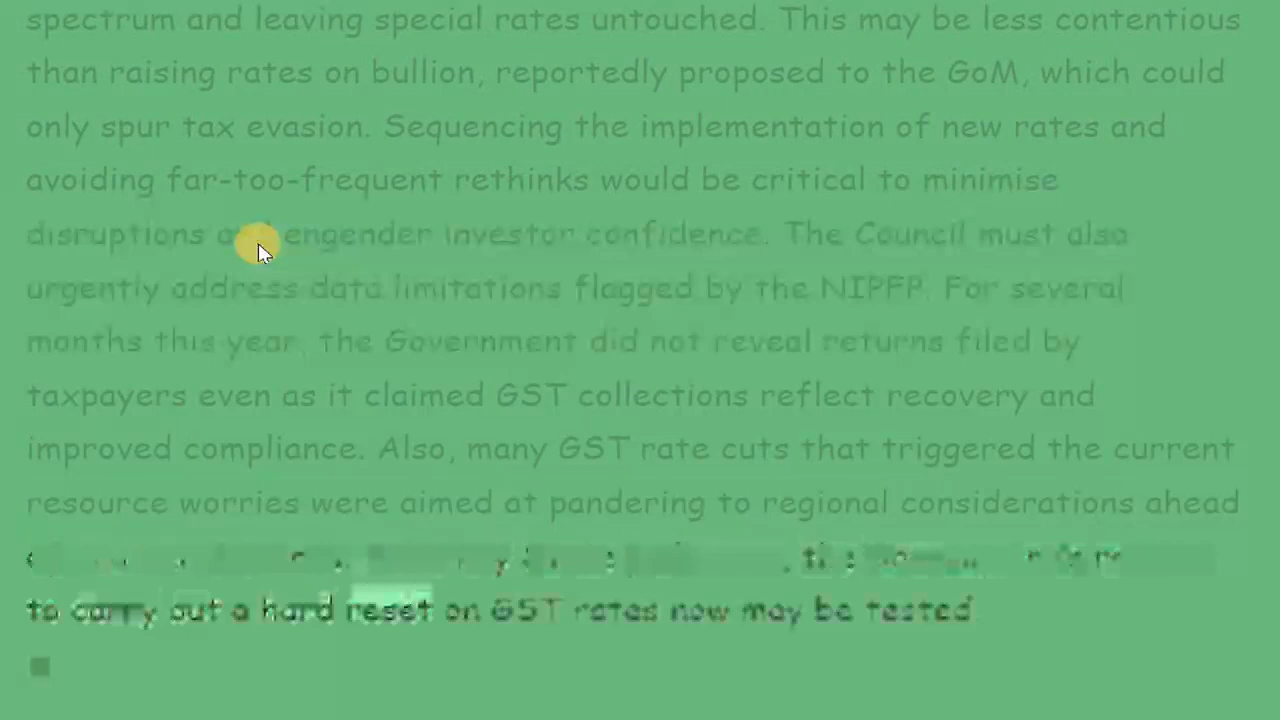 spectrum and leaving special rates untouched. This may be less contentious
than raising rates on bullion, reportedly proposed to the GoM, which could
only spur tax evasion. Sequencing the implementation of new rates and
avoiding far-too-frequent rethinks would be critical to minimise
disruptions engender investor confidence. The Council must also
urgently address data limitations flagged by the NIPFP. For several
months this year, the Government did not reveal returns filed by
taxpayers even as it claimed GST collections reflect recovery and
improved compliance. Also, many GST rate cuts that triggered the current
resource worries were aimed at pandering to regional considerations ahead
the
to carry out a hard reset on GST rates now may be tested